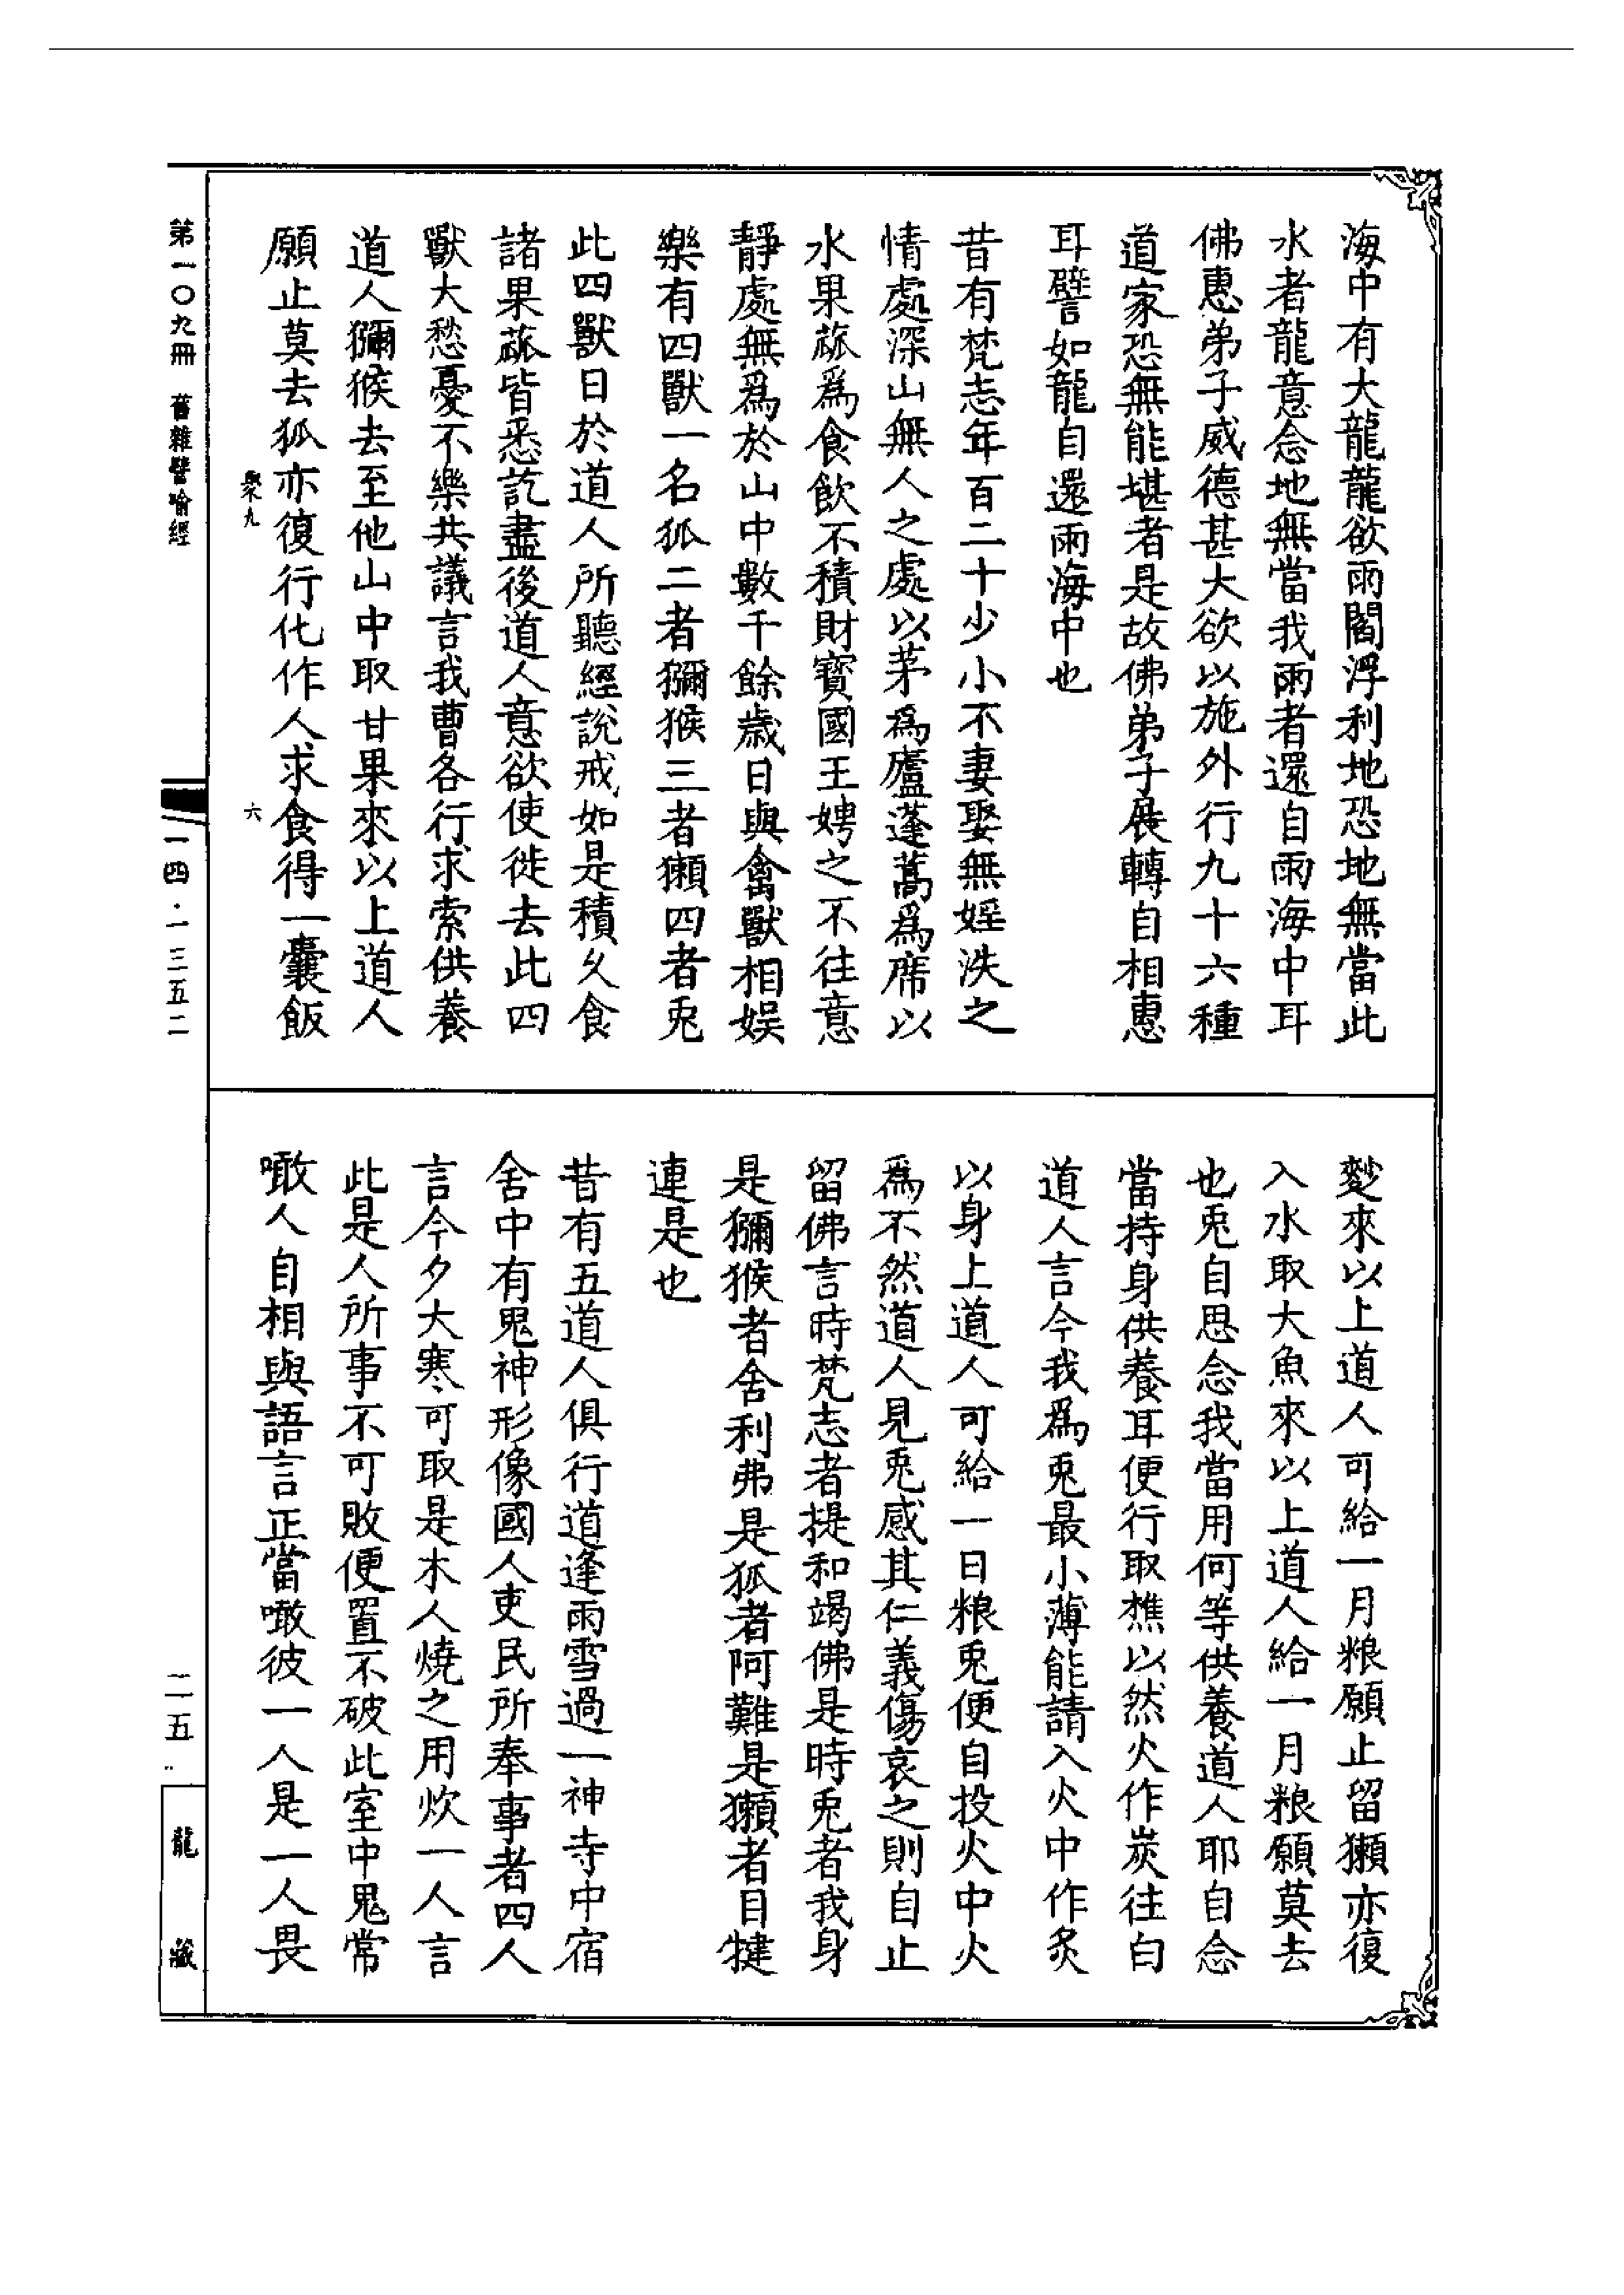 海中有大龍龍欲雨閻浮利地恐地無當此
水者龍意念地無當我雨者還自雨海中耳
佛惠弟子威德甚大欲以施外行九十六種
道家恐無能堪者是故佛弟子展轉自相惠
耳譬如龍自還雨海中也
昔有梵志年百二十少小不妻娶無婬泆之
情處深山無人之處以茅為廬蓬蒿為席以
水果蓏為食飲不積財寶國王娉之不往意
靜處無為於山中數千餘歲日與禽獸相娛
樂有四獸一名狐二者獼猴三者獺四者兎
此四獸日於道人所聽經說戒如是積久食
諸果蓏皆悉訖盡後道人意欲使徙去此四
獸大愁憂不樂共議言我曹各行求索供養
道人獼猴去至他山中取甘果來以上道人
願止莫去狐亦復行化作人求食得一囊飯
麨來以上道人可給一月粮願止留獺亦復
入水取大魚來以上道人給一月粮願莫去
也兎自思念我當用何等供養道人耶自念
當持身供養耳便行取樵以然火作炭往白
道人言今我為兎最小薄能請入火中作炙
以身上道人可給一日粮兎便自投火中火
為不然道人見兎感其仁義傷哀之則自止
留佛言時梵志者提和竭佛是時兎者我身
是獼猴者舍利弗是狐者阿難是獺者目犍
連是也
昔有五道人俱行道逢雨雪過一神寺中宿
舍中有鬼神形像國人吏民所奉事者四人
言今夕大寒可取是木人燒之用炊一人言
此是人所事不可敗便置不破此室中鬼常
噉人自相與語言正當噉彼一人是一人畏
聚九
六
第一〇九冊 舊雜譬喻經
一四·一三五二
二五
龍藏